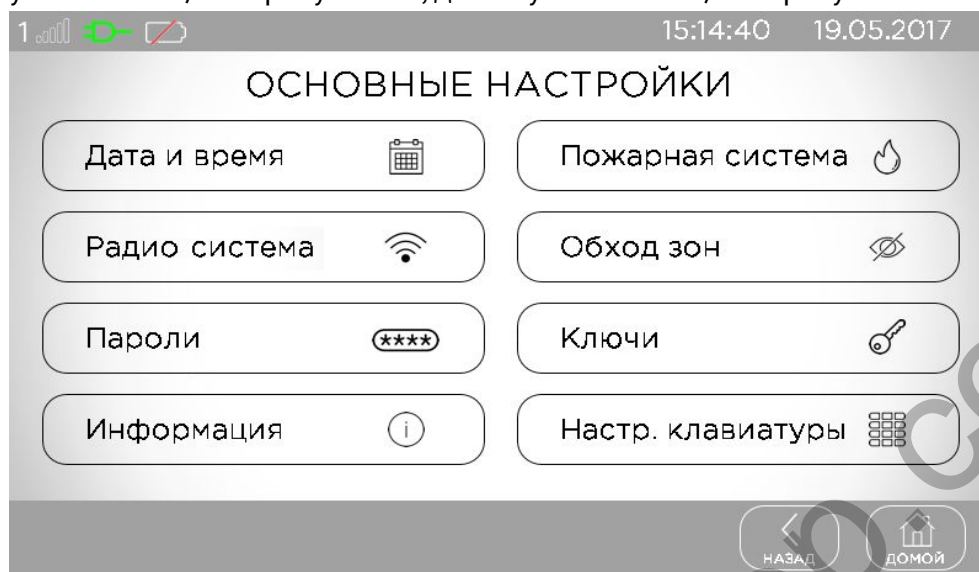 1 15:14:40 19.05.2017
ОСНОВНЫЕ НАСТРОЙКИ
Дата и время
Пожарная система
Радио система
Обход зон
Пароли ****
Ключи
Информация i
Настр. клавиатуры
НАЗАД ДОМОЙ